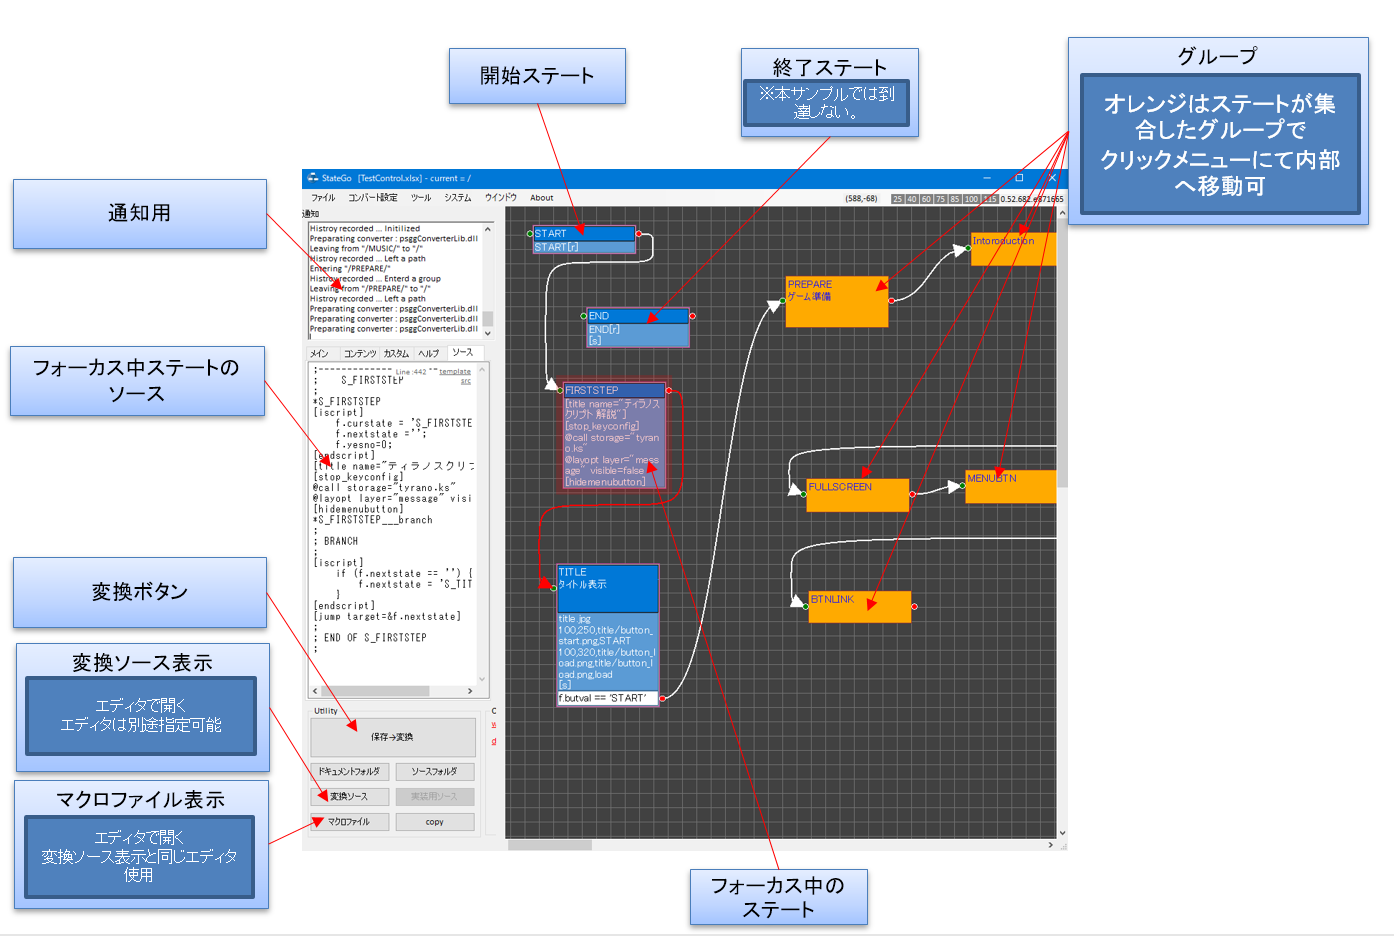 開始ステート
終了ステート
※本サンプルでは到
達しない。
グループ
オレンジはステートが集
合したグループで
クリックメニューにて内部
へ移動可
通知用
フォーカス中ステートの
ソース
変換ボタン
変換ソース表示
エディタで開く
エディタは別途指定可能
マクロファイル表示
エディタで開く
変換ソース表示と同じエディタ
使用
フォーカス中の
ステート
StateGo [TestControl.xlsx] - current = /
ファイル コンバート設定 ツール システム ウインドウ About
(588,-68) 25 40 60 75 85 100 115 0.52.682.e871665
通知
Histroy recorded ... Initilized
Preparating converter : psggConverterLib.dll
Leaving from "/MUSIC/" to "/"
Histroy recorded ... Left a path
Entering "/PREPARE/"
Histroy recorded ... Enterd a group
Leaving from "/PREPARE/" to "/"
Histroy recorded ... Left a path
Preparating converter : psggConverterLib.dll
Preparating converter : psggConverterLib.dll
Preparating converter : psggConverterLib.dll
メイン コンテンツ カスタム ヘルプ ソース
Line:442 template
src
; S_FIRSTSTEP
;
*S_FIRSTSTEP
[iscript]
f.curstate = 'S_FIRSTSTE
f.nextstate ='';
f.yesno=0;
[endscript]
[title name="ティラノスクリプ
[stop_keyconfig]
@call storage="tyrano.ks"
@layopt layer="message" visi
[hidemenubutton]
*S_FIRSTSTEP___branch
;
; BRANCH
;
[iscript]
if (f.nextstate == '') {
f.nextstate = 'S_TIT
}
[endscript]
[jump target=&f.nextstate]
;
; END OF S_FIRSTSTEP
;
Utility
保存→変換
ドキュメントフォルダ ソースフォルダ
変換ソース 実装用ソース
マクロファイル copy
START
START[r]
END
END[r]
[s]
FIRSTSTEP
[title name="ティラノス
クリプト 解説"]
[stop_keyconfig]
@call storage="tyran
o.ks"
@layopt layer="mess
age" visible=false
[hidemenubutton]
TITLE
タイトル表示
title.jpg
100,250,title/button_
start.png,START
100,320,title/button_l
oad.png,title/button_l
oad.png,load
[s]
f.butval == 'START'
PREPARE
ゲーム準備
Intoroduction
FULLSCREEN
MENUBTN
BTNLINK